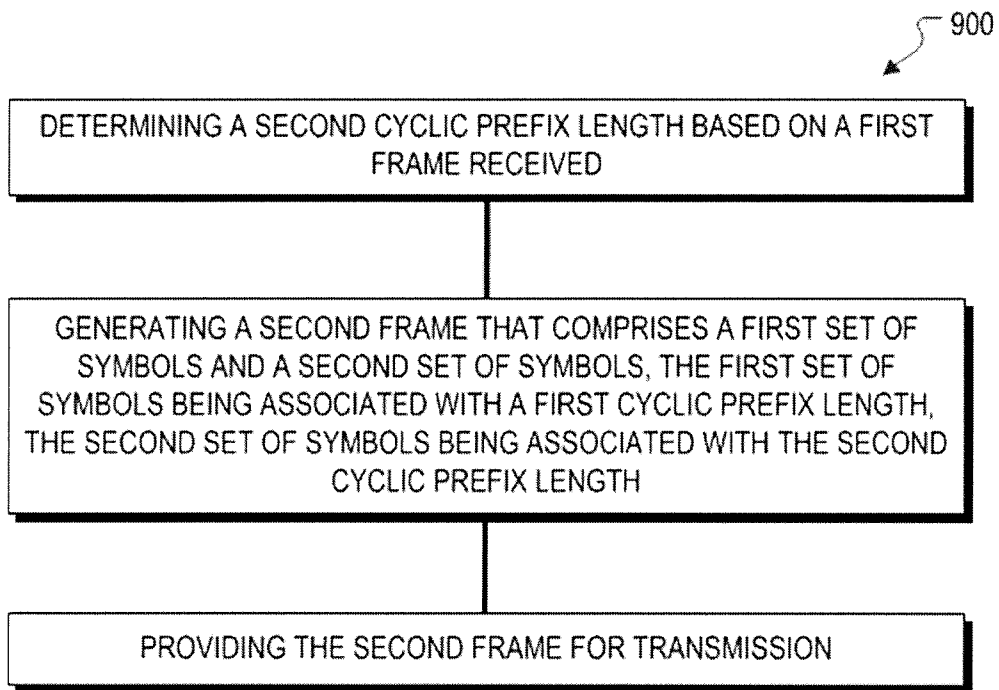 900
DETERMINING A SECOND CYCLIC PREFIX LENGTH BASED ON A FIRST
FRAME RECEIVED
GENERATING A SECOND FRAME THAT COMPRISES A FIRST SET OF
SYMBOLS AND A SECOND SET OF SYMBOLS, THE FIRST SET OF
SYMBOLS BEING ASSOCIATED WITH A FIRST CYCLIC PREFIX LENGTH,
THE SECOND SET OF SYMBOLS BEING ASSOCIATED WITH THE SECOND
CYCLIC PREFIX LENGTH
PROVIDING THE SECOND FRAME FOR TRANSMISSION